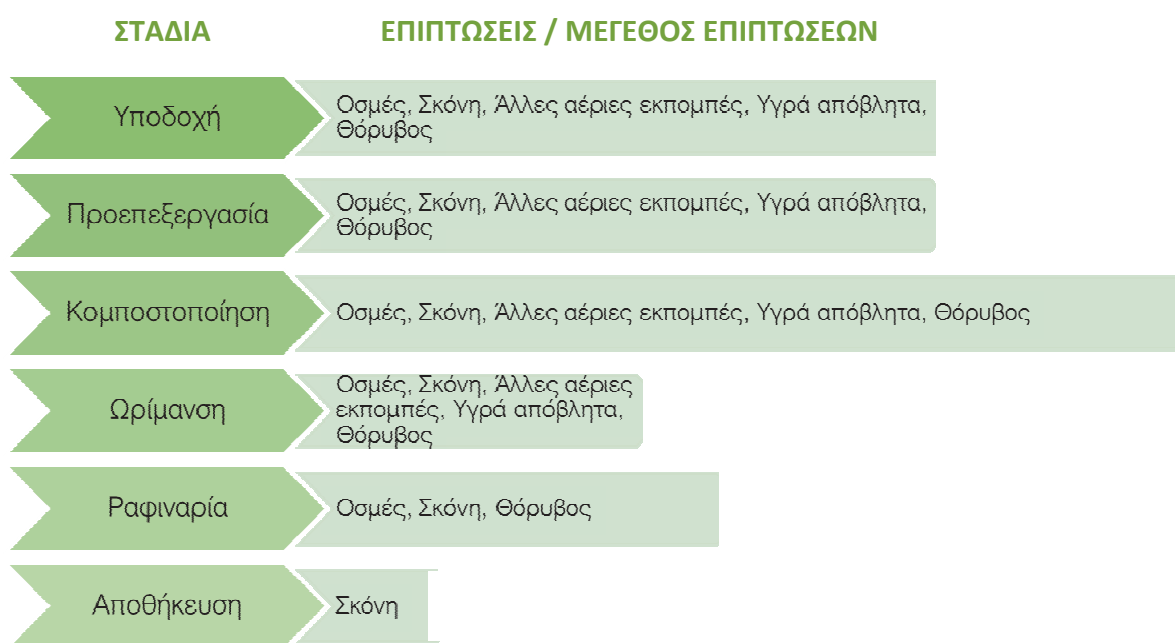 ΣΤΑΔΙΑ
ΕΠΙΠΤΩΣΕΙΣ / ΜΕΓΕΘΟΣ ΕΠΙΠΤΩΣΕΩΝ
Υποδοχή
Οσμές, Σκόνη, Άλλες αέριες εκπομπές, Υγρά απόβλητα,
Θόρυβος
Προεπεξεργασία
Οσμές, Σκόνη, Άλλες αέριες εκπομπές, Υγρά απόβλητα,
Θόρυβος
Κομποστοποίηση
Οσμές, Σκόνη, Άλλες αέριες εκπομπές, Υγρά απόβλητα, Θόρυβος
Ωρίμανση
Οσμές, Σκόνη, Άλλες αέριες
εκπομπές, Υγρά απόβλητα,
Θόρυβος
Ραφιναρία
Οσμές, Σκόνη, Θόρυβος
Αποθήκευση
Σκόνη